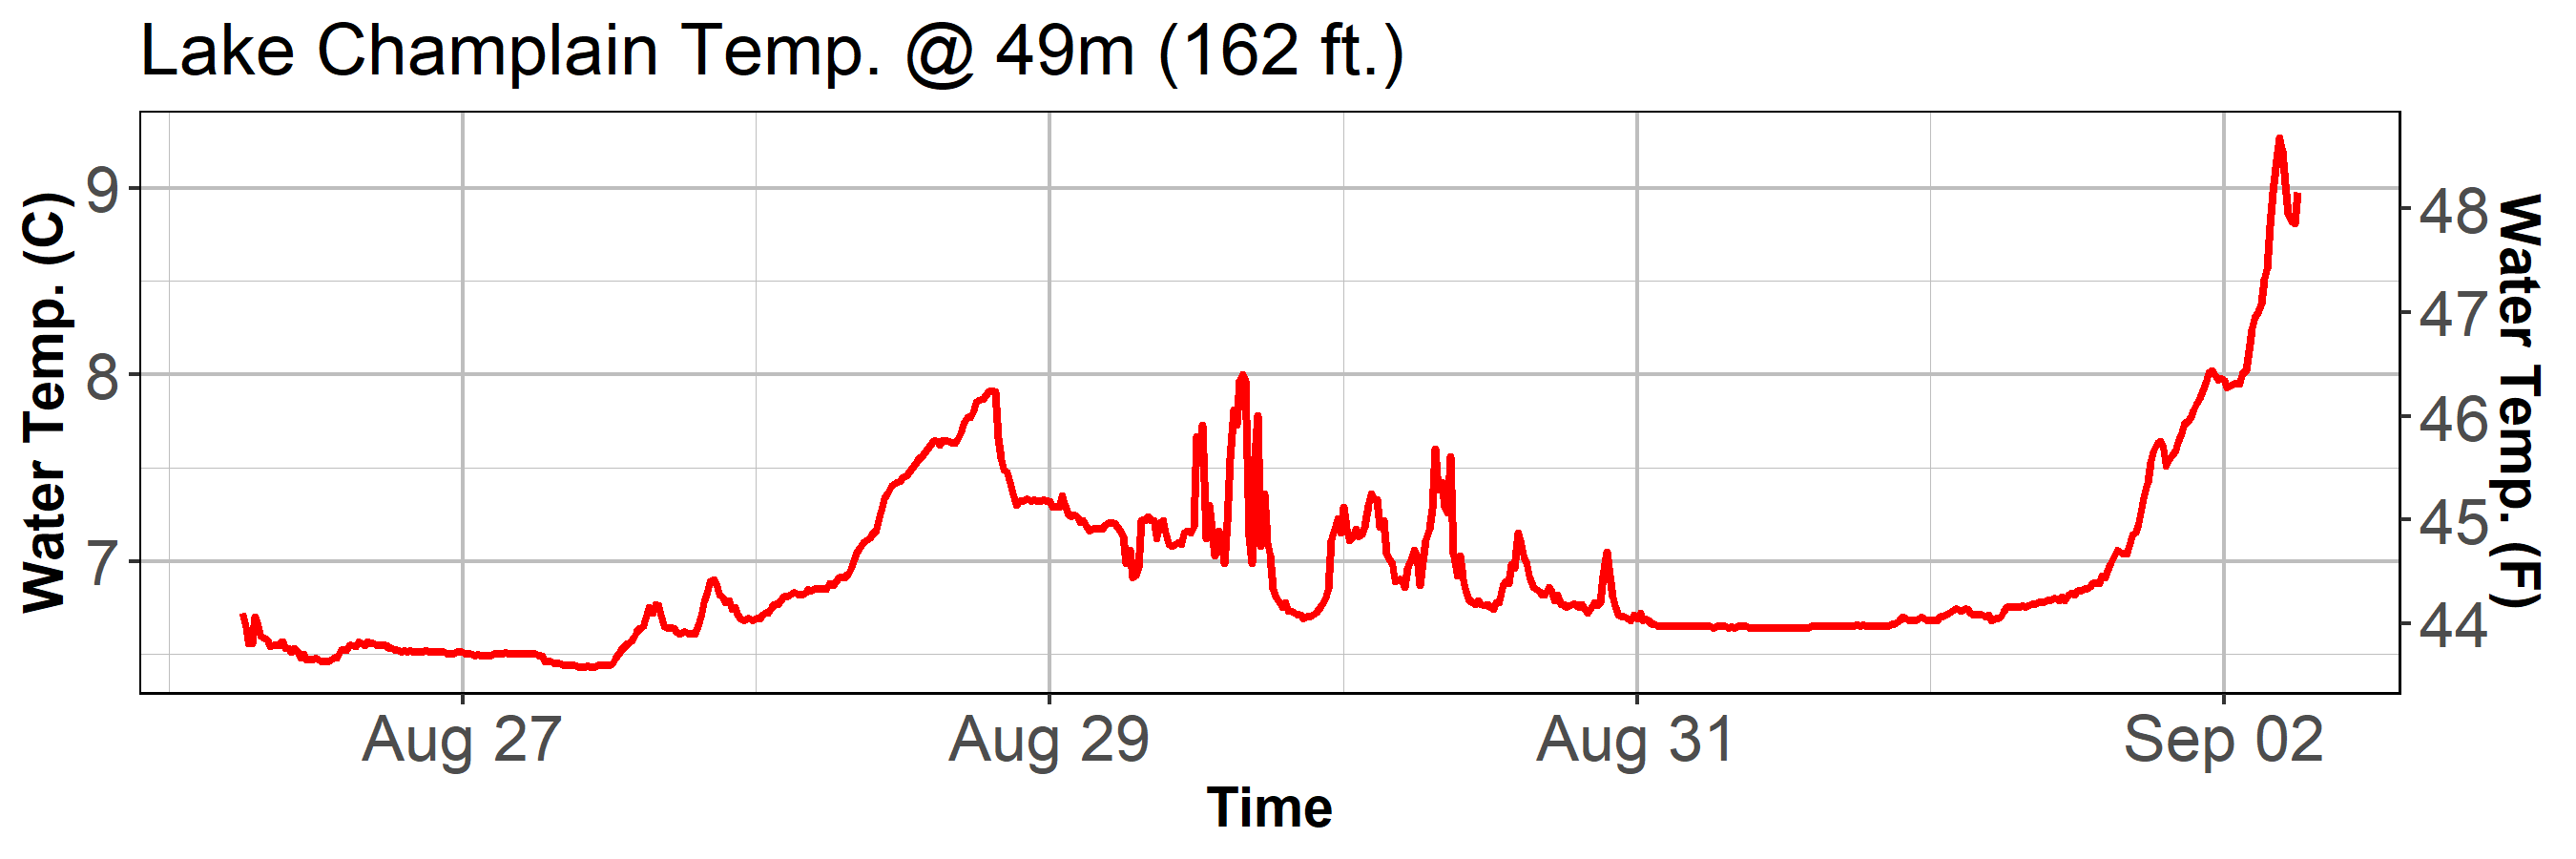 Lake Champlain Temp. @ 49m (162 ft.)
Water Temp. (C)
9
8
7
48
47
46
45
44
Water Temp. (F)
Aug 27 Aug 29 Aug 31 Sep 02
Time